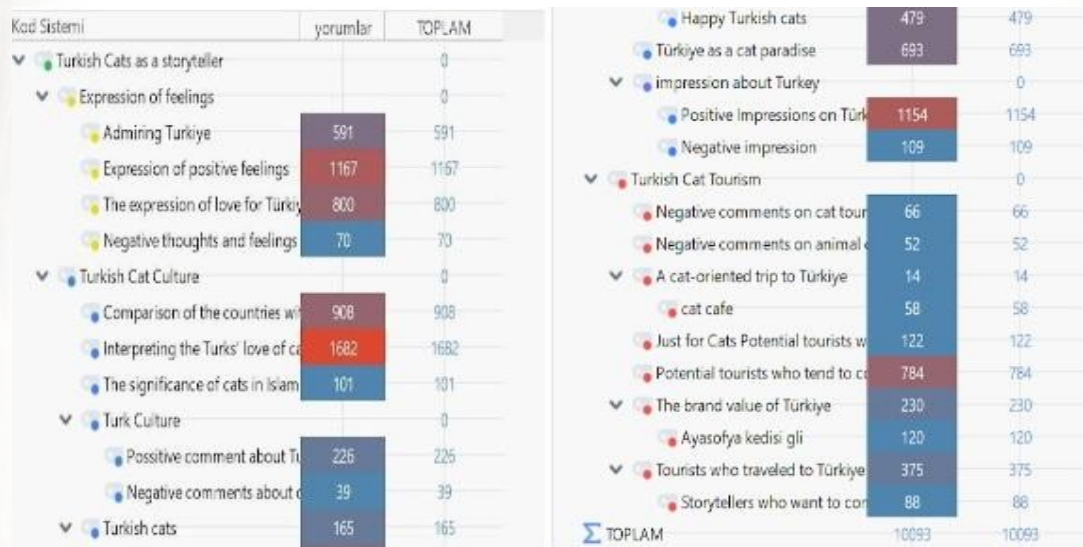 Kod Sistemi yorumlar TOPLAM
Turkish Cats as a storyteller 0
Expression of feelings 0
Admiring Turkiye 591 591
Expression of positive feelings 1167 1167
The expression of love for Türkiy 800 800
Negative thoughts and feelings 70 70
Turkish Cat Culture 0
Comparison of the countries wi 908 908
Interpreting the Turks' love of ca 1682 1682
The significance of cats in Islam 101 101
Turk Culture 0
Possitive comment about Tu 226 226
Negative comments about c 39 39
Turkish cats 165 165
Happy Turkish cats 479 479
Türkiye as a cat paradise 693 693
impression about Turkey 0
Positive Impressions on Türk 1154 1154
Negative impression 109 109
Turkish Cat Tourism 0
Negative comments on cat tour 66 66
Negative comments on animal 52 52
A cat-oriented trip to Türkiye 14 14
cat cafe 58 58
Just for Cats Potential tourists w 122 122
Potential tourists who tend to co 784 784
The brand value of Türkiye 230 230
Ayasofya kedisi gli 120 120
Tourists who traveled to Türkiye 375 375
Storytellers who want to con 88 88
Σ TOPLAM 10093 10093